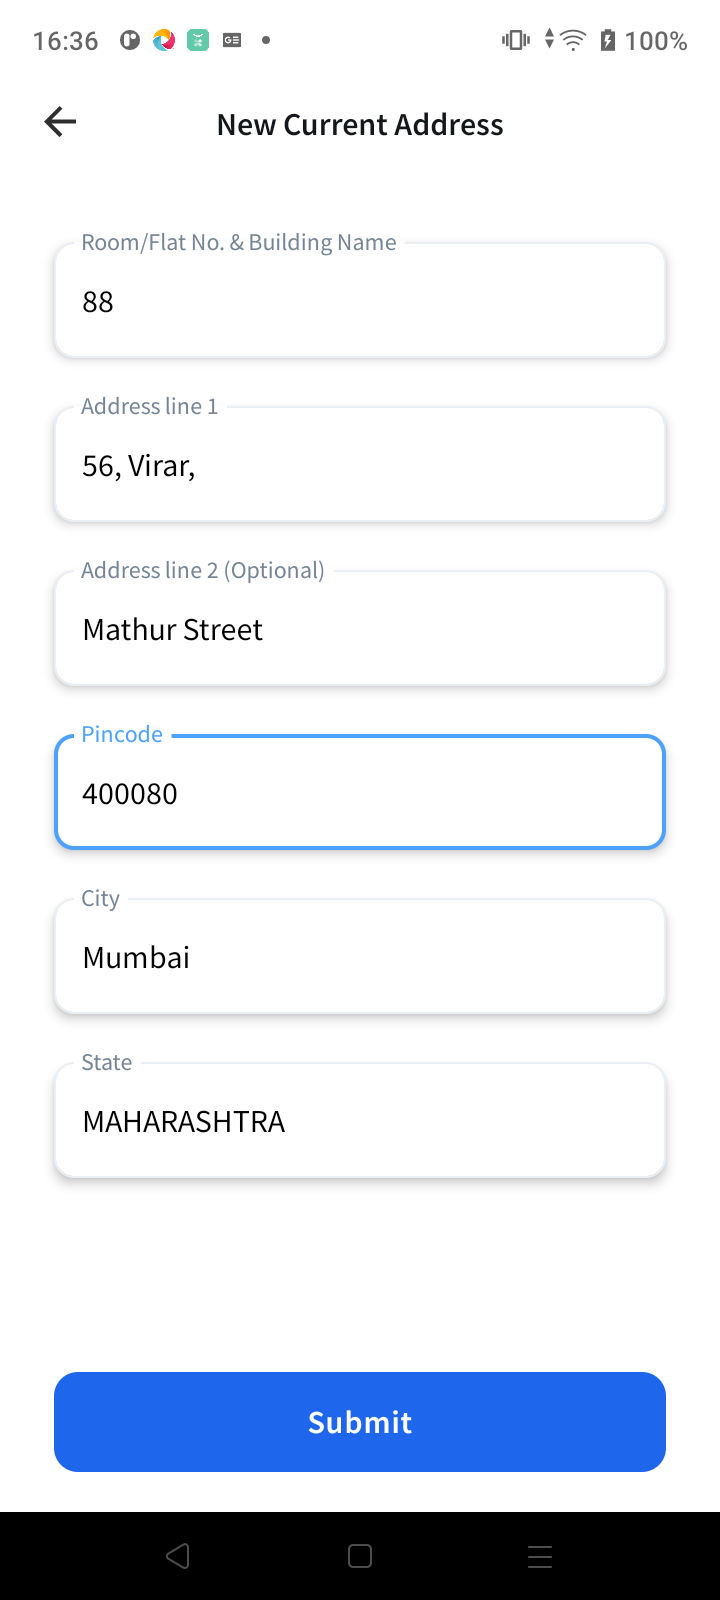 16:36
GE
100%
New Current Address
Room/Flat No. & Building Name
88
Address line 1
56, Virar,
Address line 2 (Optional)
Mathur Street
Pincode
400080
City
Mumbai
State
MAHARASHTRA
Submit